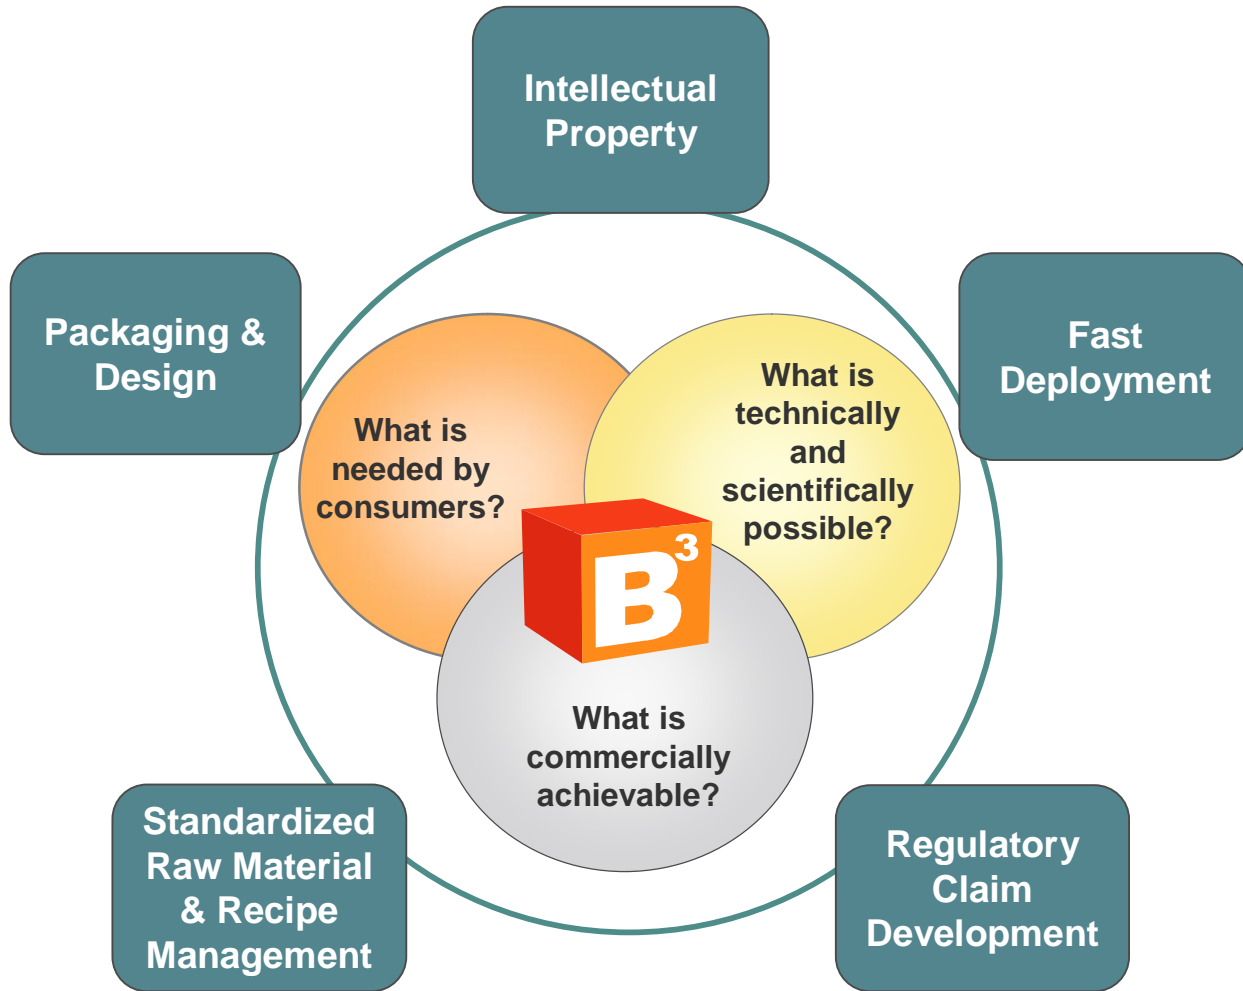 Intellectual
Property
Packaging &
Design
Fast
Deployment
What is
needed by
consumers?
What is
technically
and
scientifically
possible?
B³
What is
commercially
achievable?
Standardized
Raw Material
& Recipe
Management
Regulatory
Claim
Development